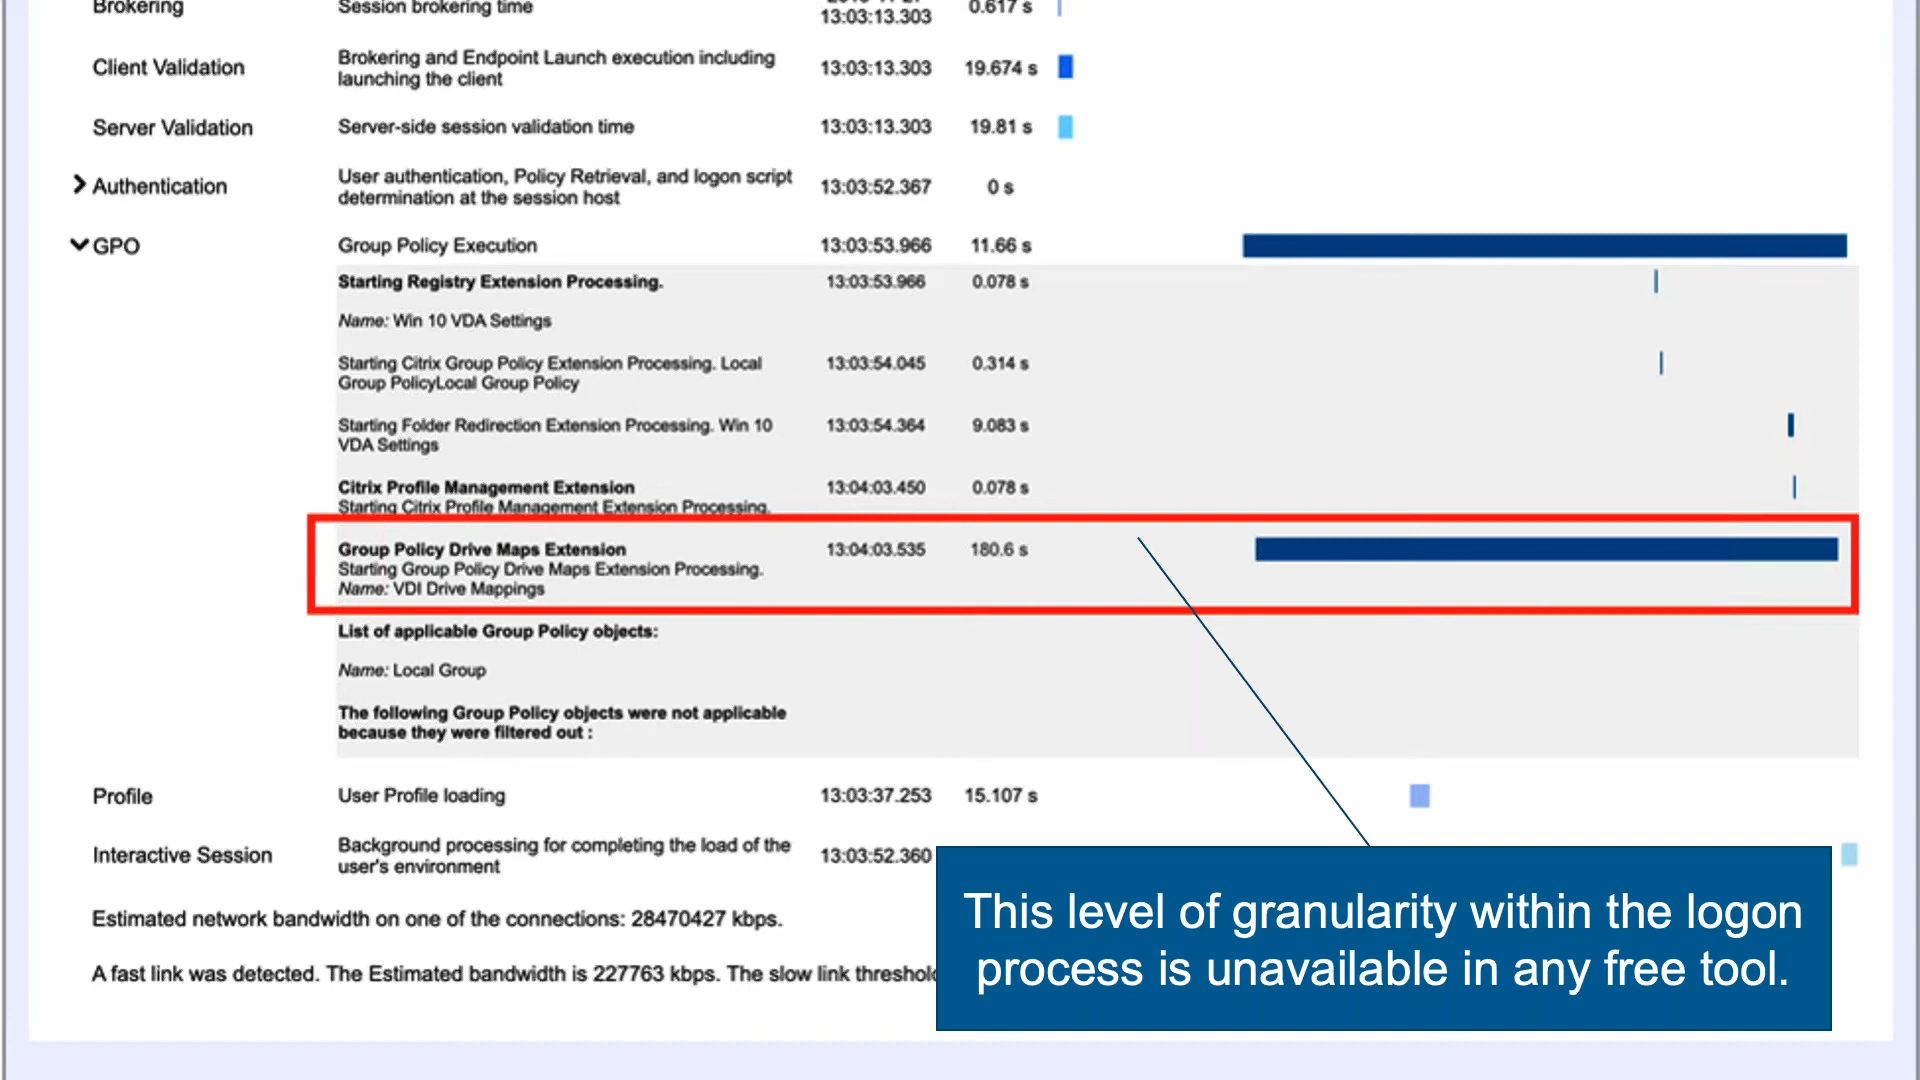 Brokering
Session brokering time
13:03:13.303
0.617 s
Client Validation
Brokering and Endpoint Launch execution including
launching the client
13:03:13.303
19.674 s
Server Validation
Server-side session validation time
13:03:13.303
19.81 s
Authentication
User authentication, Policy Retrieval, and logon script
determination at the session host
13:03:52.367
0 s
GPO
Group Policy Execution
13:03:53.966
11.66 s
Starting Registry Extension Processing.
13:03:53.966
0.078 s
Name: Win 10 VDA Settings
Starting Citrix Group Policy Extension Processing. Local
Group PolicyLocal Group Policy
13:03:54.045
0.314 s
Starting Folder Redirection Extension Processing. Win 10
VDA Settings
13:03:54.364
9.083 s
Citrix Profile Management Extension
Starting Citrix Profile Management Extension Processing.
13:04:03.450
0.078 s
Group Policy Drive Maps Extension
Starting Group Policy Drive Maps Extension Processing.
Name: VDI Drive Mappings
13:04:03.535
180.6 s
List of applicable Group Policy objects:
Name: Local Group
The following Group Policy objects were not applicable
because they were filtered out :
Profile
User Profile loading
13:03:37.253
15.107 s
Interactive Session
Background processing for completing the load of the
user's environment
13:03:52.360
Estimated network bandwidth on one of the connections: 28470427 kbps.
A fast link was detected. The Estimated bandwidth is 227763 kbps. The slow link threshold
This level of granularity within the logon
process is unavailable in any free tool.